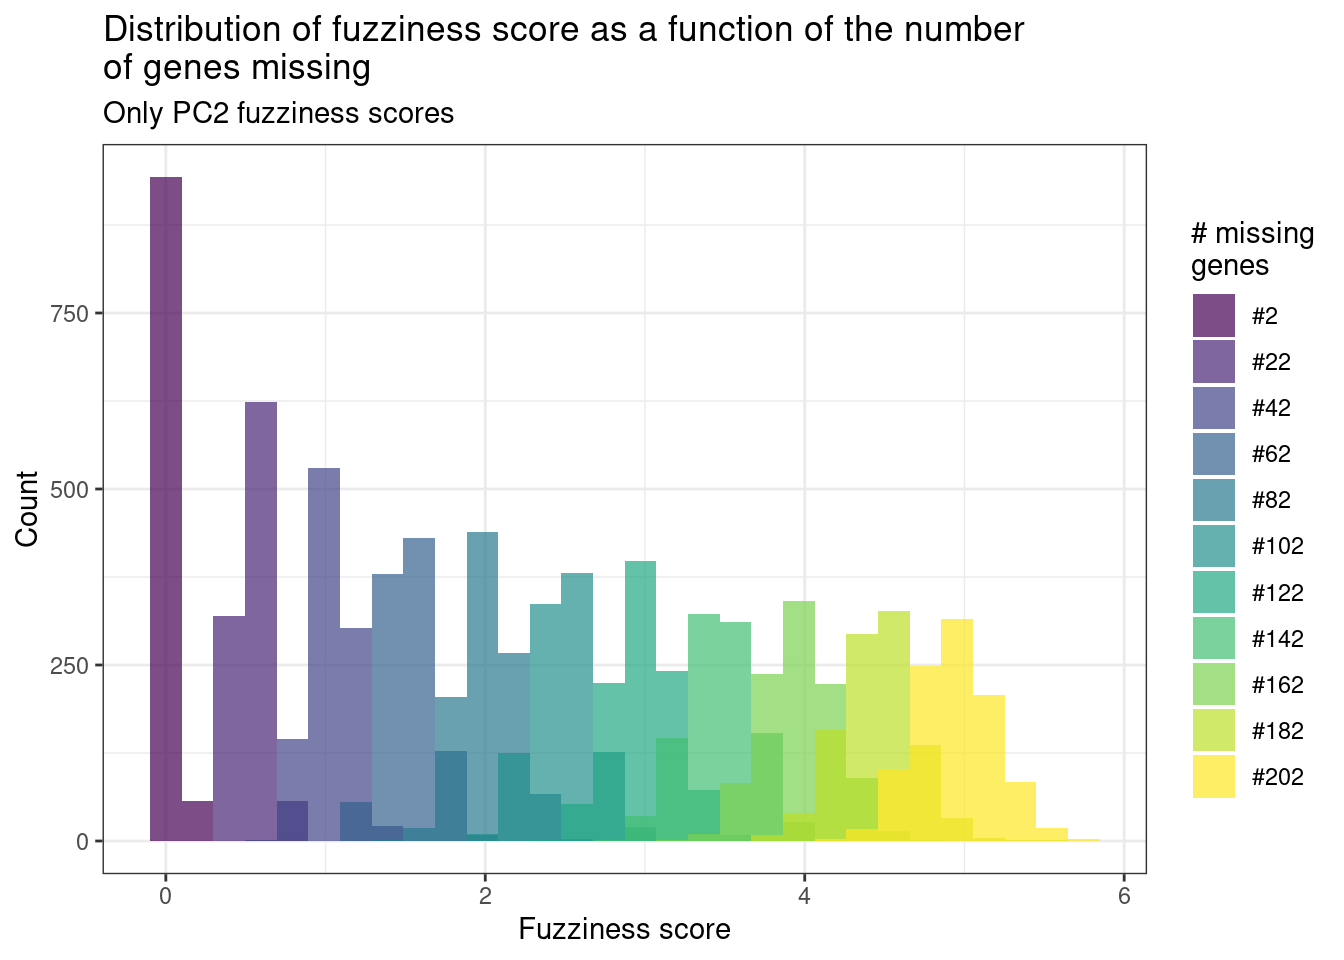 Distribution of fuzziness score as a function of the number
of genes missing
Only PC2 fuzziness scores
Count
750
500
250
0
0 2 4 6
Fuzziness score
# missing
genes
#2
#22
#42
#62
#82
#102
#122
#142
#162
#182
#202